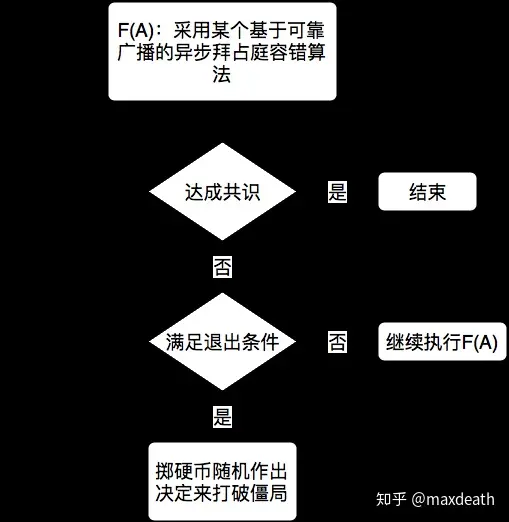 F(A)：采用某个基于可靠
广播的异步拜占庭容错算
法
达成共识
是
结束
否
满足退出条件
否
继续执行F(A)
是
掷硬币随机作出
决定来打破僵局
知乎 @maxdeath